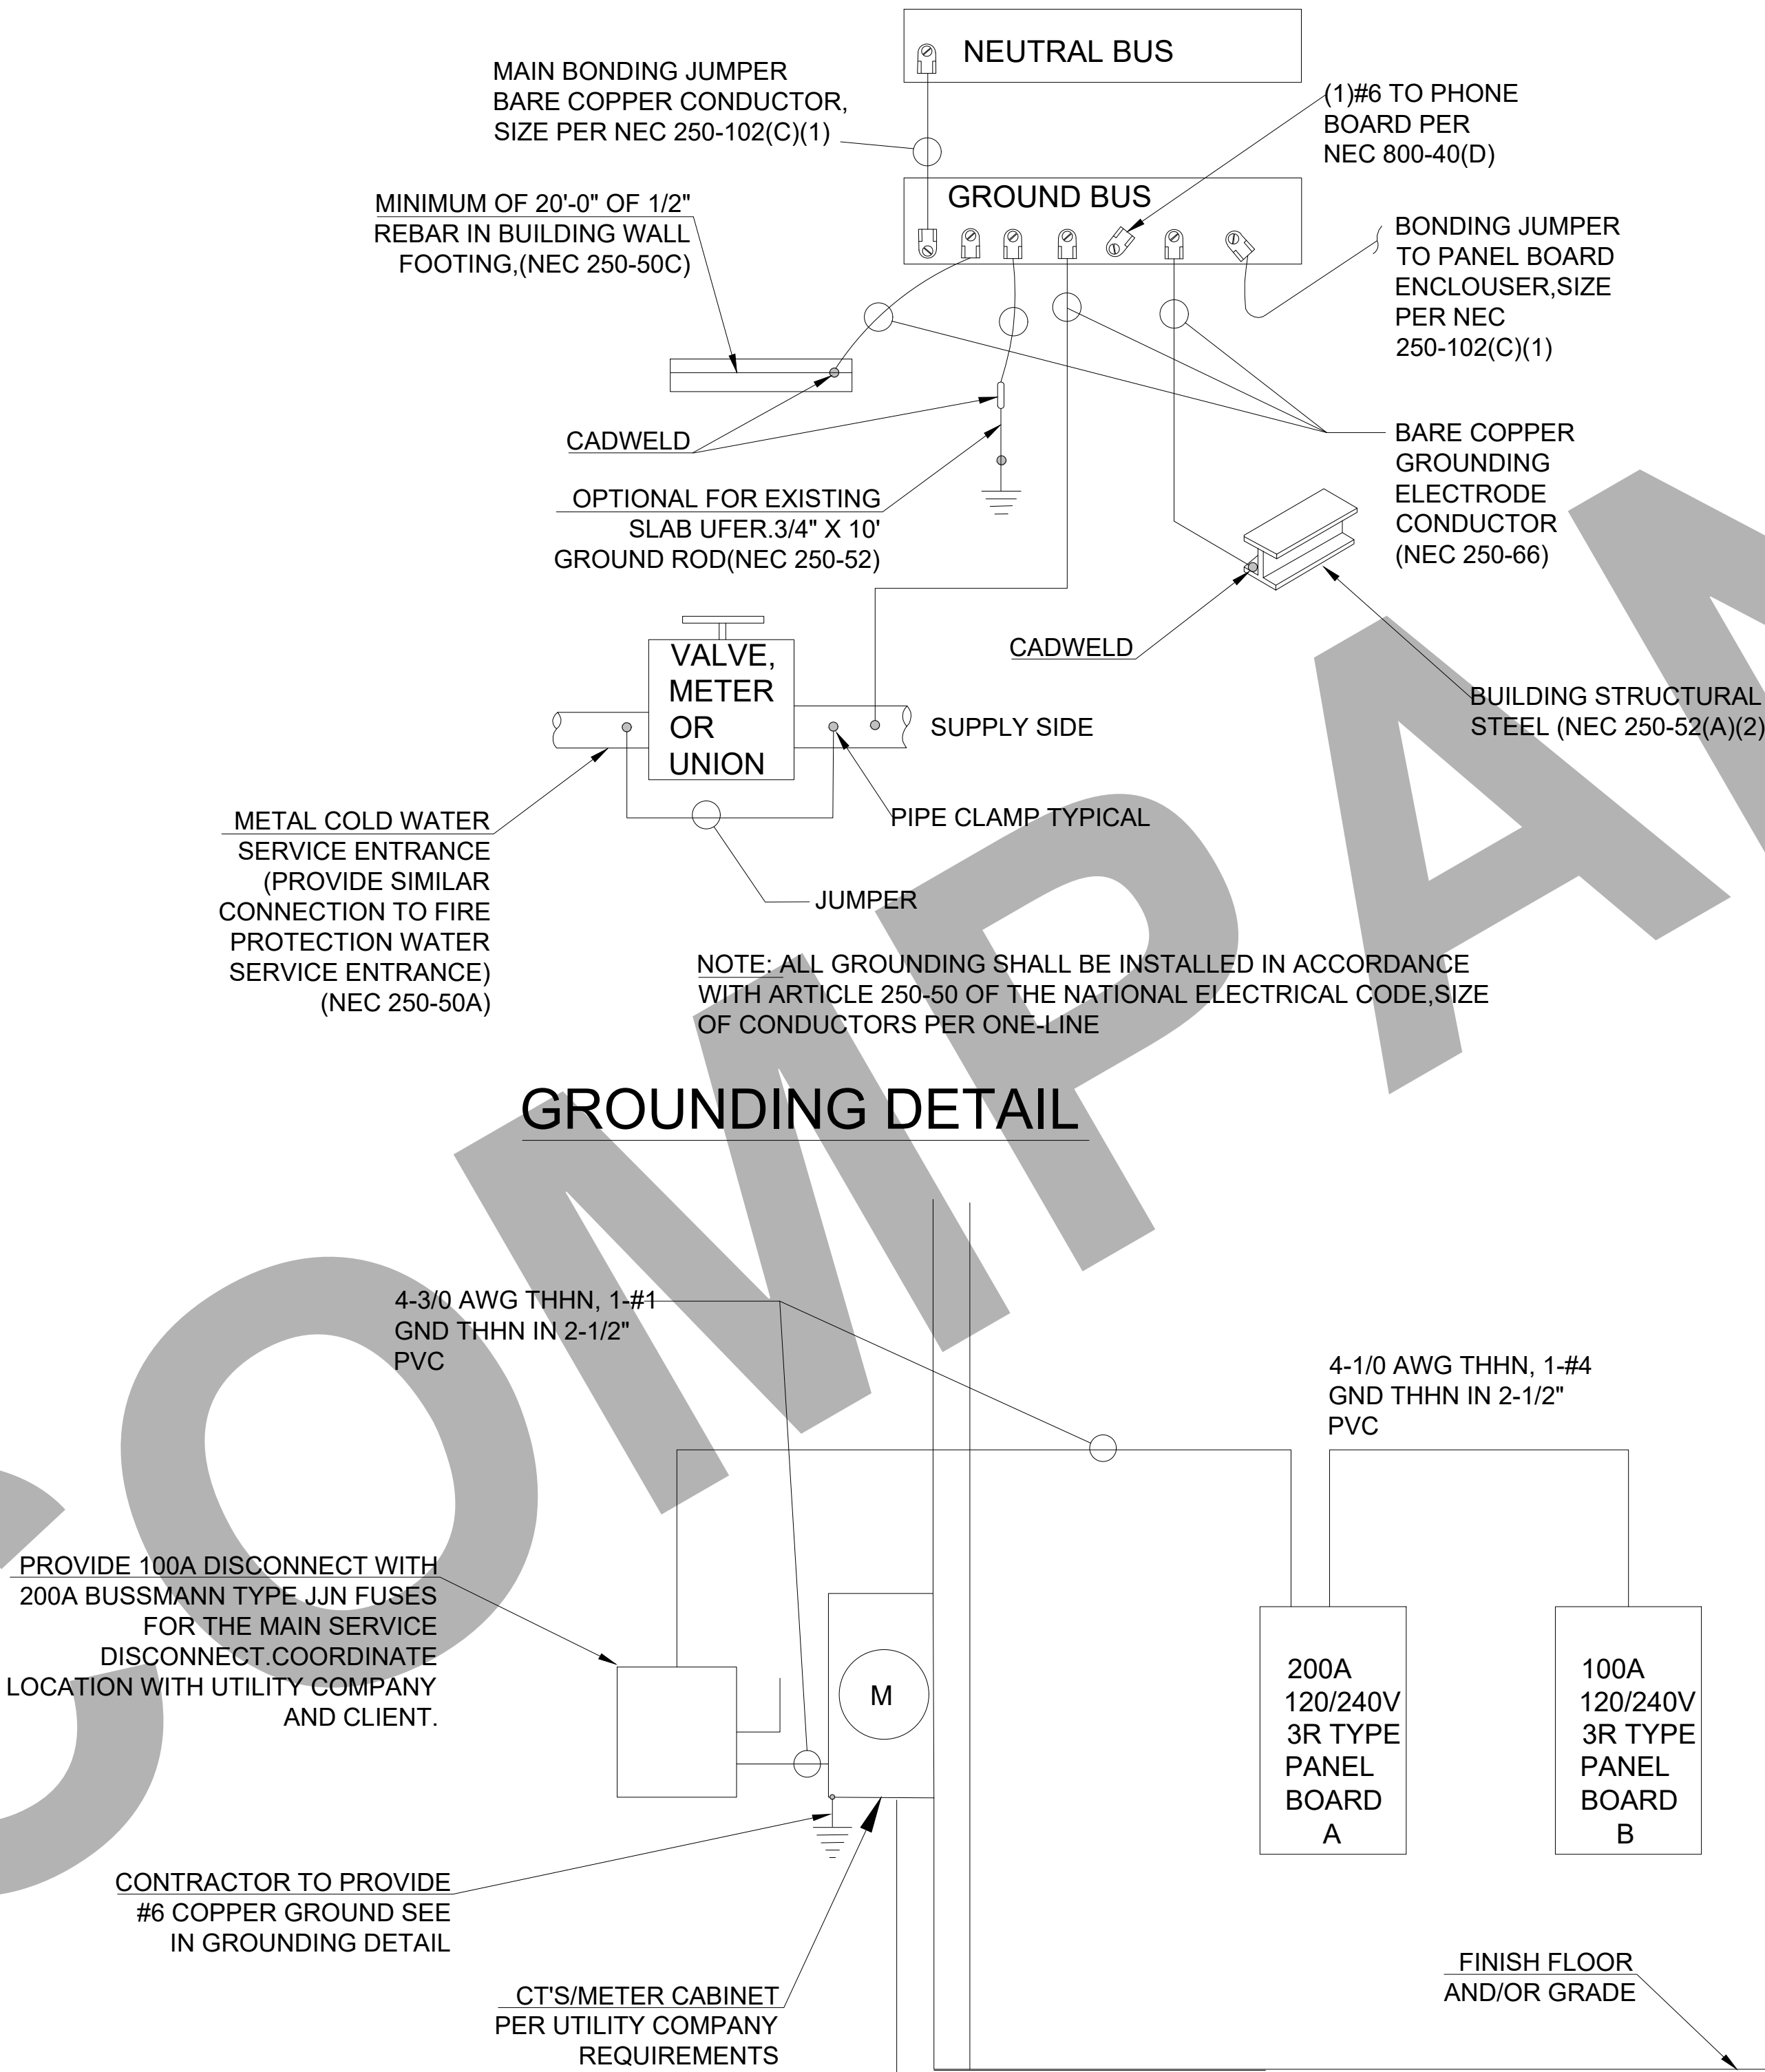 NEUTRAL BUS
MAIN BONDING JUMPER
BARE COPPER CONDUCTOR,
SIZE PER NEC 250-102(C)(1)
(1)#6 TO PHONE
BOARD PER
NEC 800-40(D)
GROUND BUS
MINIMUM OF 20'-0" OF 1/2"
REBAR IN BUILDING WALL
FOOTING,(NEC 250-50C)
BONDING JUMPER
TO PANEL BOARD
ENCLOUSER,SIZE
PER NEC
250-102(C)(1)
CADWELD
BARE COPPER
GROUNDING
ELECTRODE
CONDUCTOR
(NEC 250-66)
OPTIONAL FOR EXISTING
SLAB UFER.3/4" X 10'
GROUND ROD(NEC 250-52)
CADWELD
VALVE,
METER
OR
UNION
SUPPLY SIDE
BUILDING STRUCTURAL
STEEL (NEC 250-52(A)(2)
PIPE CLAMP TYPICAL
METAL COLD WATER
SERVICE ENTRANCE
(PROVIDE SIMILAR
CONNECTION TO FIRE
PROTECTION WATER
SERVICE ENTRANCE)
(NEC 250-50A)
JUMPER
NOTE: ALL GROUNDING SHALL BE INSTALLED IN ACCORDANCE
WITH ARTICLE 250-50 OF THE NATIONAL ELECTRICAL CODE,SIZE
OF CONDUCTORS PER ONE-LINE
GROUNDING DETAIL
4-3/0 AWG THHN, 1-#1
GND THHN IN 2-1/2"
PVC
4-1/0 AWG THHN, 1-#4
GND THHN IN 2-1/2"
PVC
PROVIDE 100A DISCONNECT WITH
200A BUSSMANN TYPE JJN FUSES
FOR THE MAIN SERVICE
DISCONNECT.COORDINATE
LOCATION WITH UTILITY COMPANY
AND CLIENT.
M
200A
120/240V
3R TYPE
PANEL
BOARD
A
100A
120/240V
3R TYPE
PANEL
BOARD
B
CONTRACTOR TO PROVIDE
#6 COPPER GROUND SEE
IN GROUNDING DETAIL
CT'S/METER CABINET
PER UTILITY COMPANY
REQUIREMENTS
FINISH FLOOR
AND/OR GRADE
COMPA